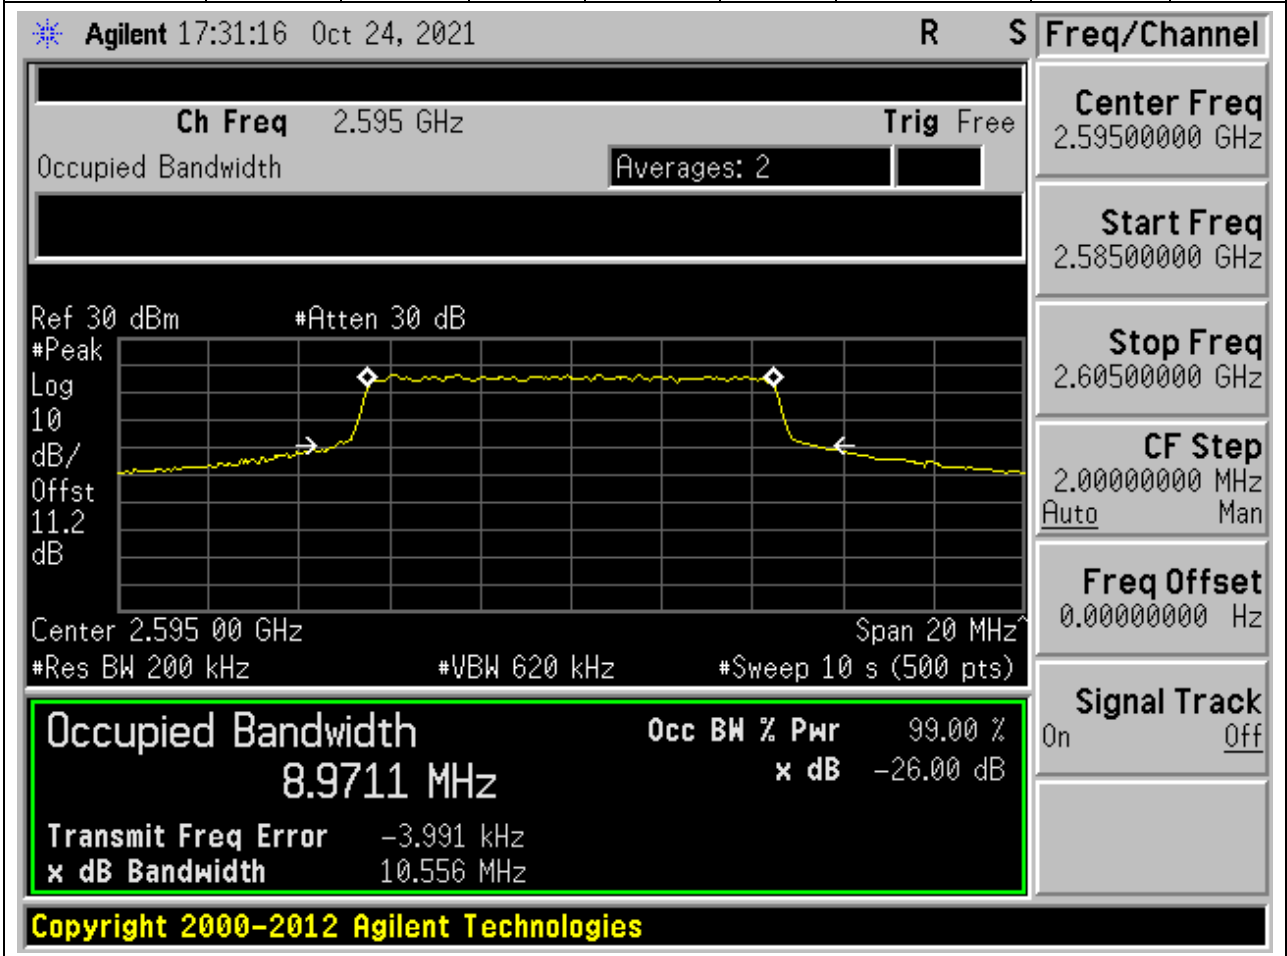 Agilent 17:31:16 Oct 24, 2021 R S Freq/Channel
Ch Freq 2.595 GHz Trig Free
Occupied Bandwidth Averages: 2
Center Freq
2.59500000 GHz
Start Freq
2.58500000 GHz
Stop Freq
2.60500000 GHz
CF Step
2.00000000 MHz
Auto Man
Freq Offset
0.00000000 Hz
Signal Track
On Off
Ref 30 dBm #Atten 30 dB
#Peak
Log
10
dB/
Offst
11.2
dB
Center 2.595 00 GHz Span 20 MHz^
#Res BW 200 kHz #VBW 620 kHz #Sweep 10 s (500 pts)
Occupied Bandwidth Occ BW % Pwr 99.00 %
8.9711 MHz x dB -26.00 dB
Transmit Freq Error -3.991 kHz
x dB Bandwidth 10.556 MHz
Copyright 2000-2012 Agilent Technologies